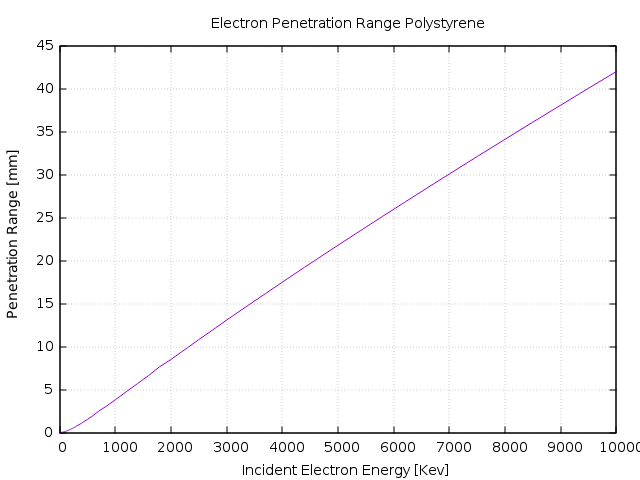 Electron Penetration Range Polystyrene
45
40
35
30
25
20
15
10
5
0
Penetration Range [mm]
0 1000 2000 3000 4000 5000 6000 7000 8000 9000 10000
Incident Electron Energy [Kev]